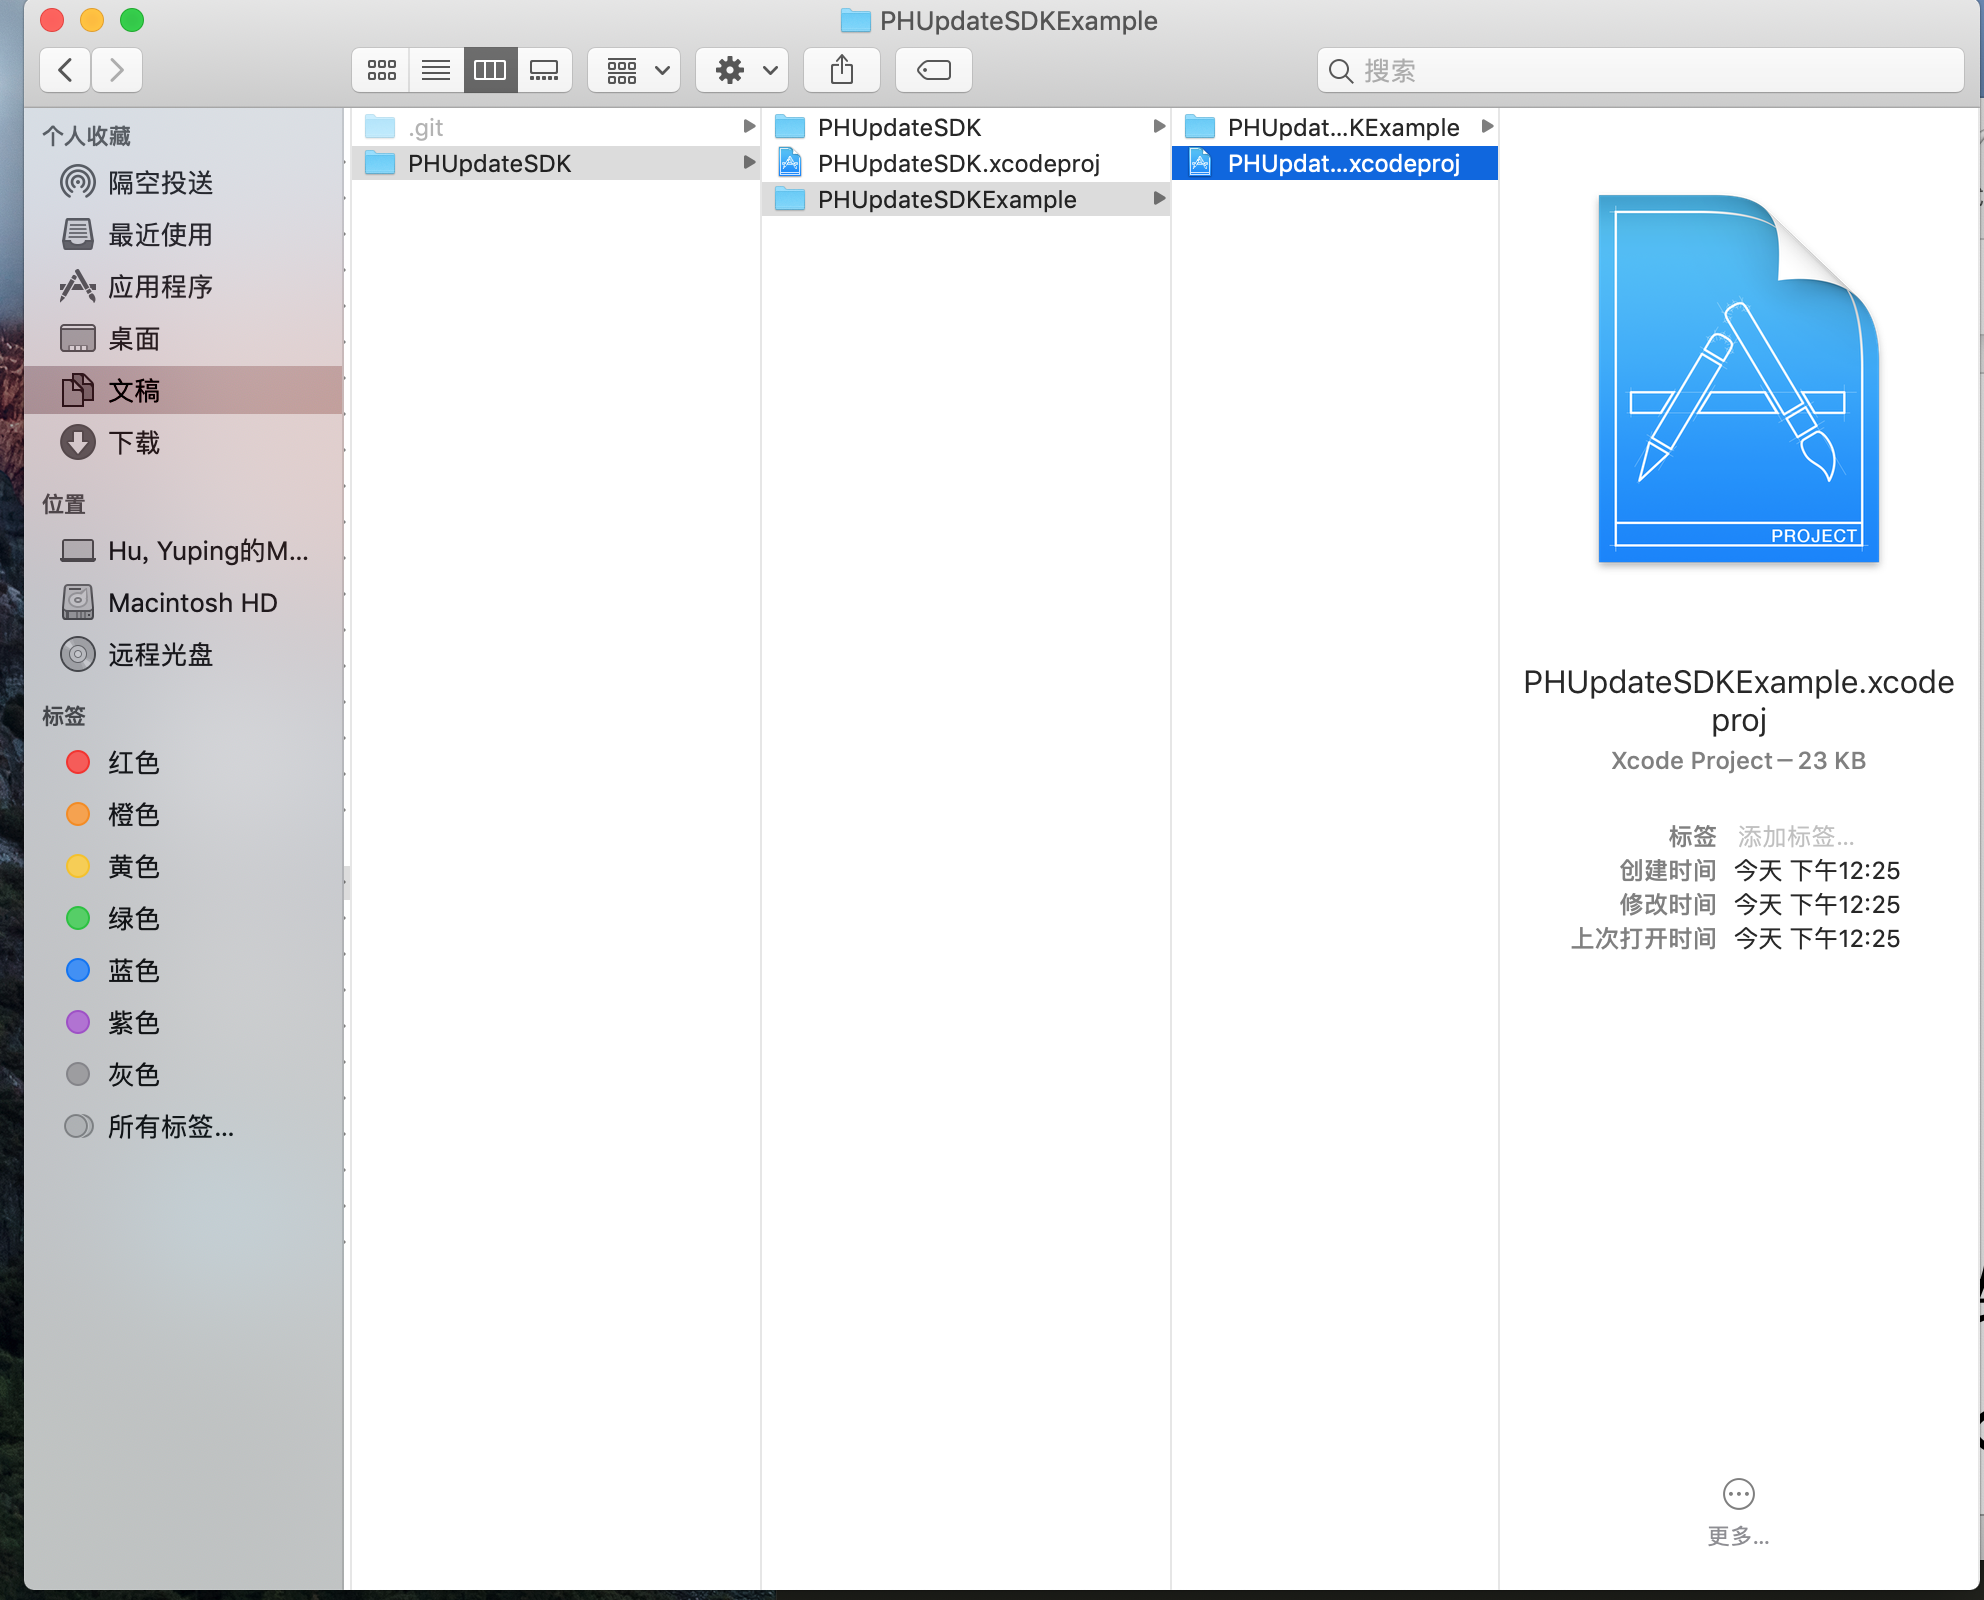 PHUpdateSDKExample
搜索
个人收藏
隔空投送
最近使用
应用程序
桌面
文稿
下载
位置
Hu, Yuping的M...
Macintosh HD
远程光盘
标签
红色
橙色
黄色
绿色
蓝色
紫色
灰色
所有标签...
.git
PHUpdateSDK
PHUpdateSDK
PHUpdateSDK.xcodeproj
PHUpdateSDKExample
PHUpdat...KExample
PHUpdat...xcodeproj
PROJECT
PHUpdateSDKExample.xcode
proj
Xcode Project – 23 KB
标签 添加标签...
创建时间 今天 下午12:25
修改时间 今天 下午12:25
上次打开时间 今天 下午12:25
更多...